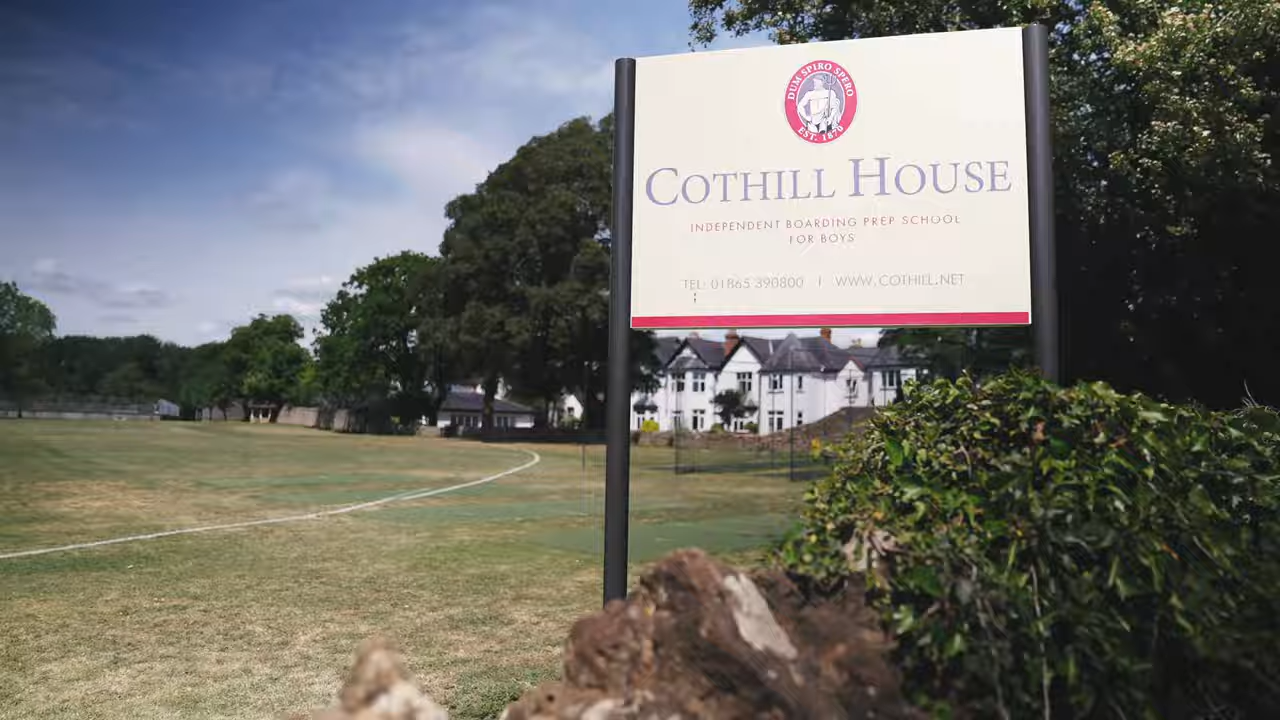 DUM SPIRO SPERO
EST. 1870
COTHILL HOUSE
INDEPENDENT BOARDING PREP SCHOOL
FOR BOYS
TEL: 01865 390800 | WWW.COTHILL.NET